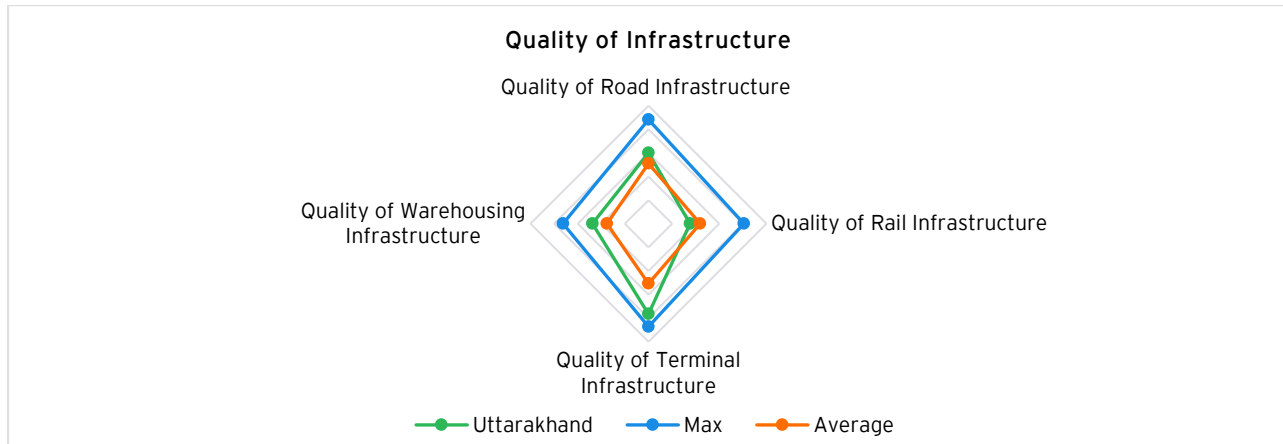 Quality of Infrastructure
Quality of Road Infrastructure
Quality of Warehousing
Infrastructure
Quality of Rail Infrastructure
Quality of Terminal
Infrastructure
Uttarakhand Max Average